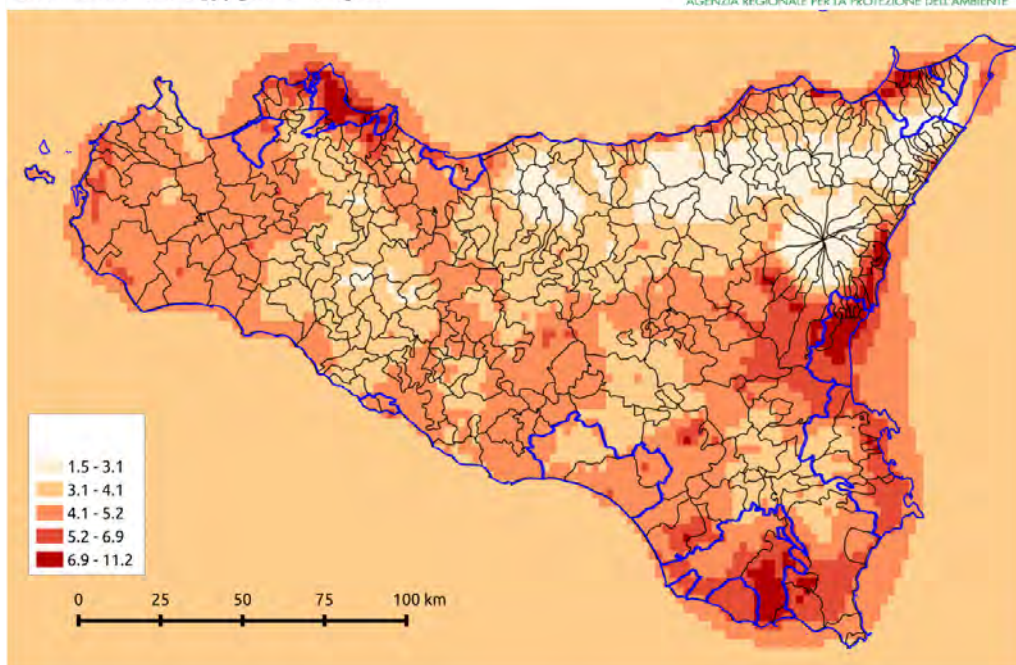 AGENZIA REGIONALE PER LA PROTEZIONE DELL'AMBIENTE
1.5 - 3.1
3.1 - 4.1
4.1 - 5.2
5.2 - 6.9
6.9 - 11.2
0 25 50 75 100 km